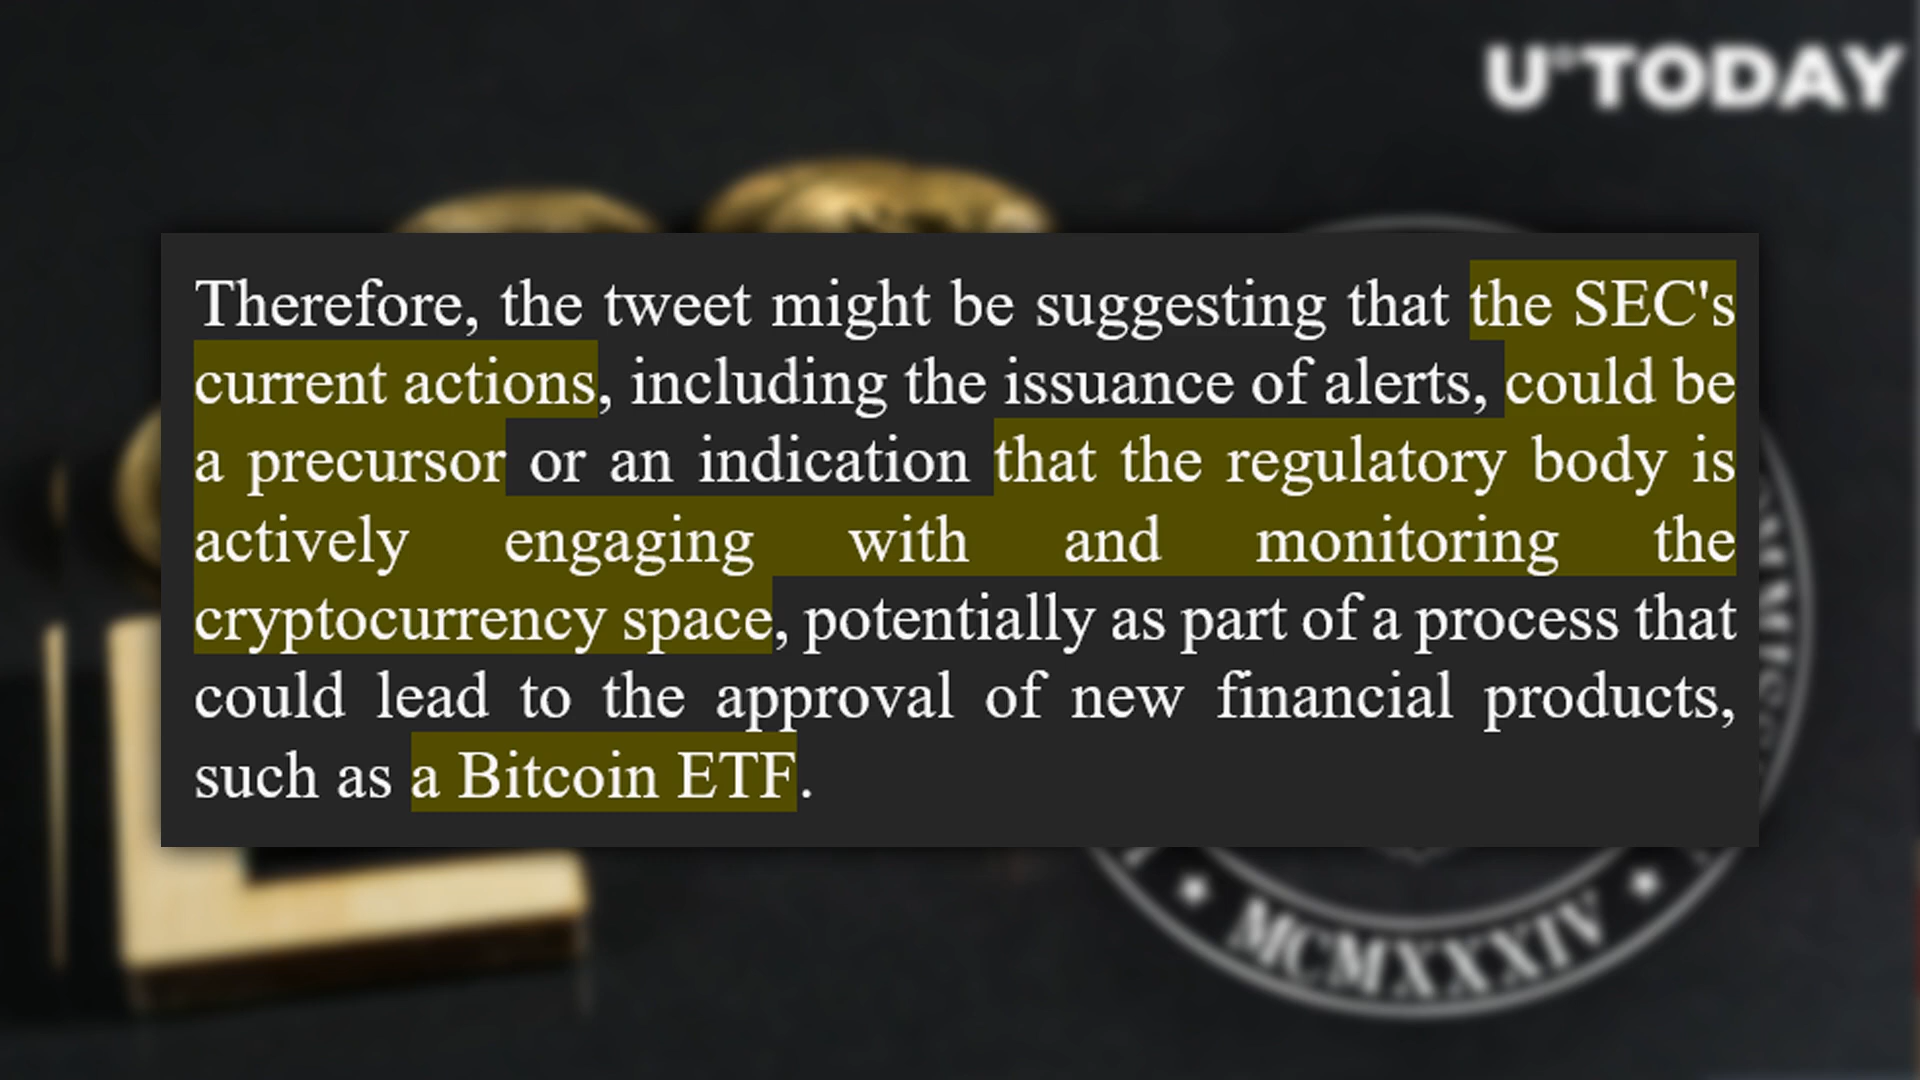 U°TODAY
Therefore, the tweet might be suggesting that the SEC's
current actions, including the issuance of alerts, could be
a precursor or an indication that the regulatory body is
actively engaging with and monitoring the
cryptocurrency space, potentially as part of a process that
could lead to the approval of new financial products,
such as a Bitcoin ETF.
MCMXXXIV